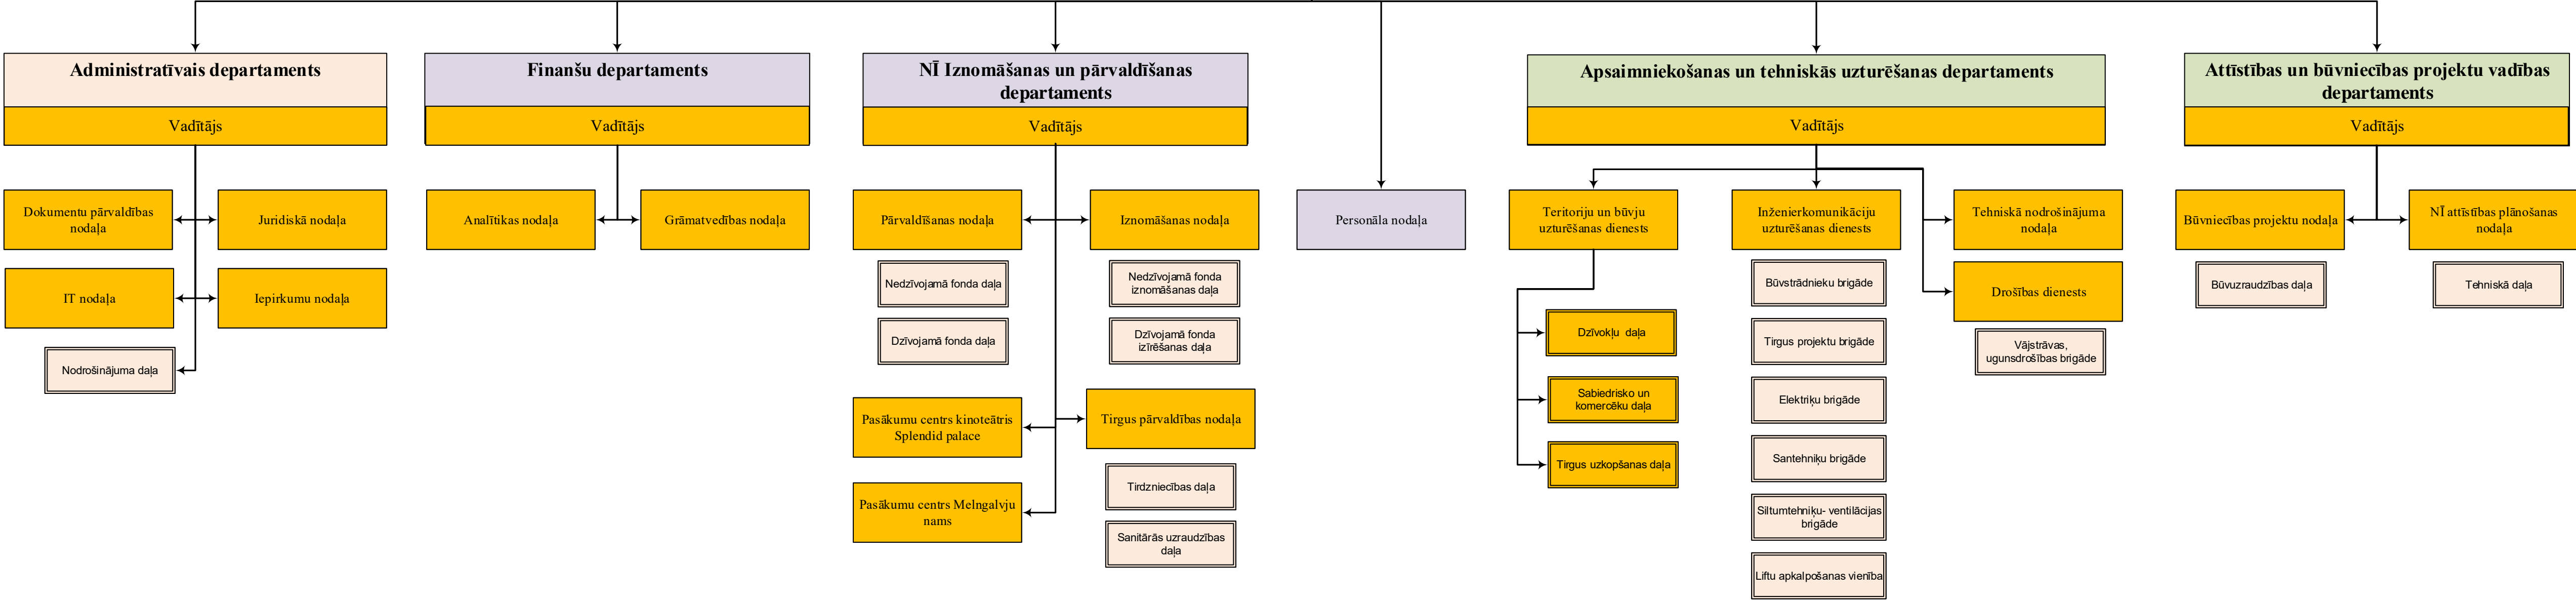 Administratīvais departaments
Vadītājs
Dokumentu pārvaldības
nodaļa
Juridiskā nodaļa
IT nodaļa
Iepirkumu nodaļa
Nodrošinājuma daļa
Finanšu departaments
Vadītājs
Analītikas nodaļa
Grāmatvedības nodaļa
NĪ Iznomāšanas un pārvaldīšanas
departaments
Vadītājs
Pārvaldīšanas nodaļa
Iznomāšanas nodaļa
Nedzīvojamā fonda daļa
Nedzīvojamā fonda
iznomāšanas daļa
Dzīvojamā fonda daļa
Dzīvojamā fonda
izīrēšanas daļa
Pasākumu centrs kinoteātris
Splendid palace
Tirgus pārvaldības nodaļa
Pasākumu centrs Melngalvju
nams
Tirdzniecības daļa
Sanitārās uzraudzības
daļa
Personāla nodaļa
Apsaimniekošanas un tehniskās uzturēšanas departaments
Vadītājs
Teritoriju un būvju
uzturēšanas dienests
Dzīvokļu  daļa
Sabiedrisko un
komercēku daļa
Tirgus uzkopšanas daļa
Inženierkomunikāciju
uzturēšanas dienests
Būvstrādnieku brigāde
Tirgus projektu brigāde
Elektriķu brigāde
Santehniķu brigāde
Siltumtehniķu- ventilācijas
brigāde
Liftu apkalpošanas vienība
Tehniskā nodrošinājuma
nodaļa
Drošības dienests
Vājstrāvas,
ugunsdrošības brigāde
Attīstības un būvniecības projektu vadības
departaments
Vadītājs
Būvniecības projektu nodaļa
NĪ attīstības plānošanas
nodaļa
Būvuzraudzības daļa
Tehniskā daļa